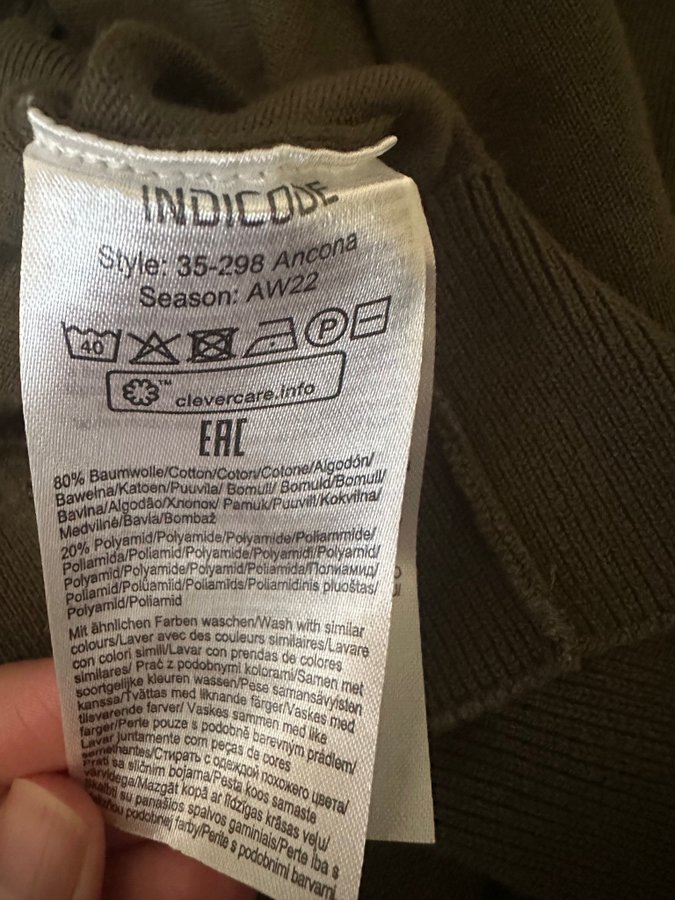 INDICODE
Style: 35-298 Ancona
Season: AW22
40 P
™ clevercare.info
EAC
80% Baumwolle/Cotton/Coton/Cotone/Algodón/
Bawełna/Katoen/Puuvilla/ Bomull/ Bomuld/Bomull/
Bavlna/Algodão/Хлопок/ Pamuk/Puuvill/Kokvilna/
Medvilnė/Bavla/Bombaž
20% Polyamid/Polyamide/Polyamide/Poliammide/
Poliamida/Poliamid/Polyamide/Polyamidi/Polyamid/
Polyamid/Polyamide/Polyamid/Poliamida/Полиамид/
Poliamid/Polüamiid/Poliamīds/Poliamidinis pluoštas/
Polyamid/Poliamid
Mit ähnlichen Farben waschen/Wash with similar
colours/Laver avec des couleurs similaires/Lavare
con colori simili/Lavar con prendas de colores
similares/ Prać z podobnymi kolorami/Samen met
soortgelijke kleuren wassen/Pese samansävyisten
kanssa/Tvättas med liknande färger/Vaskes med
tilsvarende farver/ Vaskes sammen med like
farger/Perte pouze s podobně barevným prádlem/
Lavar juntamente com peças de cores
semelhantes/Стирать с одеждой похожего цвета/
Prati sa sličnim bojama/Pesta koos samaste
värvidega/Mazgāt kopā ar līdzīgas krāsas veļu/
Skalbti su panašios spalvos gaminiais/Perte iba s
podobnej farby/Perite s podobnimi barvami